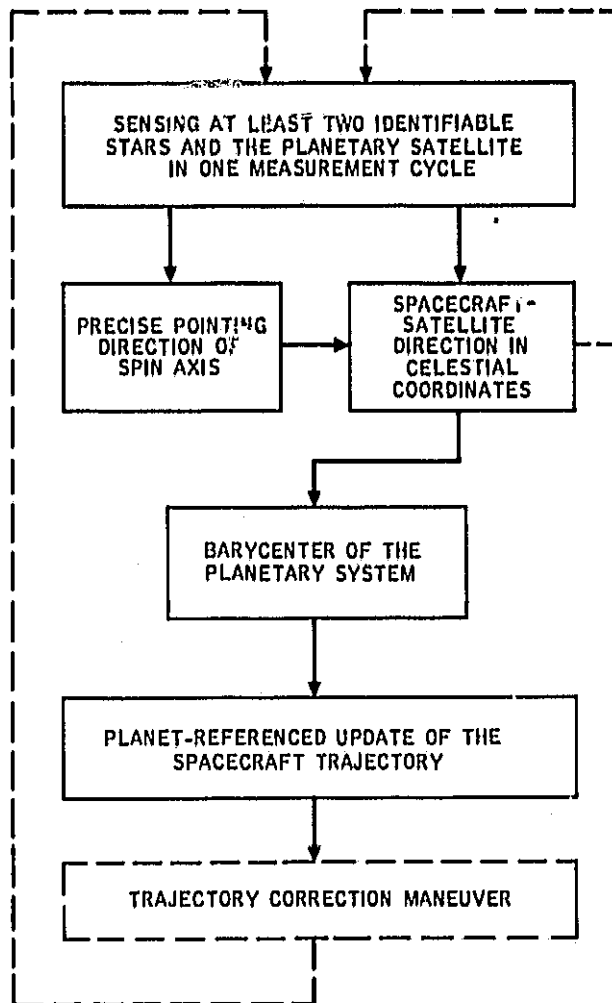 SENSING AT LEAST TWO IDENTIFIABLE
STARS AND THE PLANETARY SATELLITE
IN ONE MEASUREMENT CYCLE
PRECISE POINTING
DIRECTION OF
SPIN AXIS
SPACECRAFT-
SATELLITE
DIRECTION IN
CELESTIAL
COORDINATES
BARYCENTER OF THE
PLANETARY SYSTEM
PLANET-REFERENCED UPDATE OF THE
SPACECRAFT TRAJECTORY
TRAJECTORY CORRECTION MANEUVER